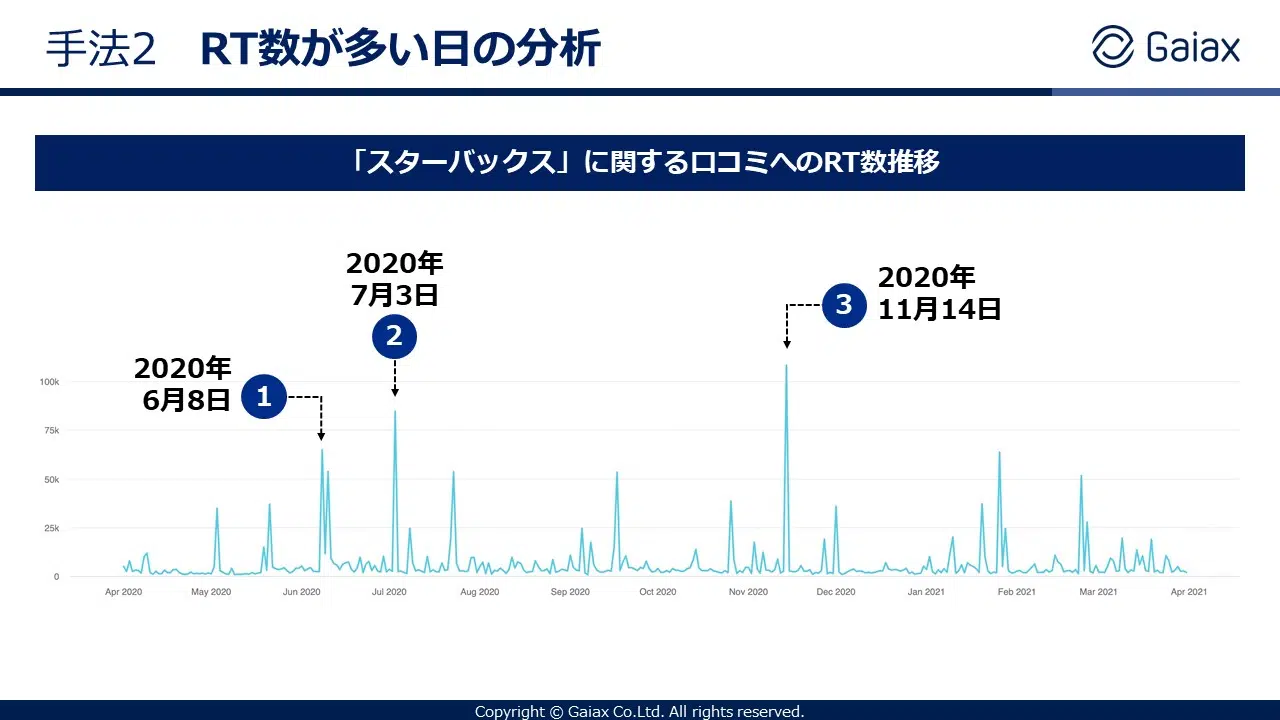 手法2 RT数が多い日の分析
Gaiax
「スターバックス」に関する口コミへのRT数推移
2020年
7月3日
2
2020年
11月14日
3
2020年
6月8日
1
100k
75k
50k
25k
0
Apr 2020 May 2020 Jun 2020 Jul 2020 Aug 2020 Sep 2020 Oct 2020 Nov 2020 Dec 2020 Jan 2021 Feb 2021 Mar 2021 Apr 2021
Copyright © Gaiax Co.Ltd. All rights reserved.